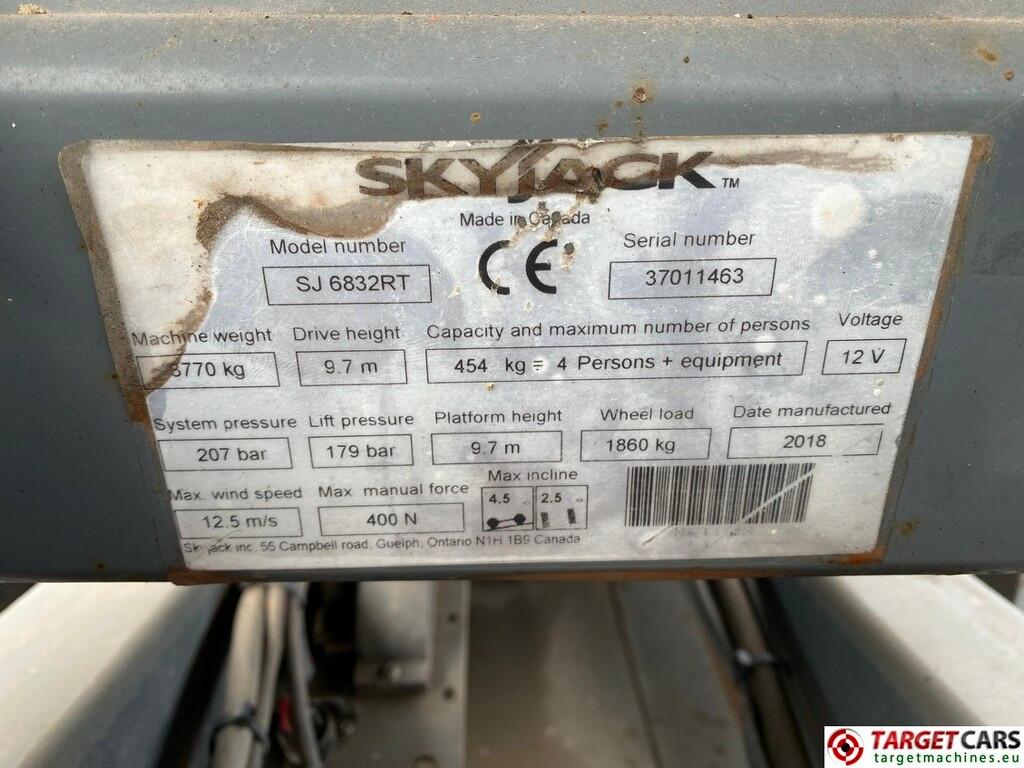 SKYJACK™
Made in Canada
Model number Serial number
SJ 6832RT 37011463
Machine weight Drive height Capacity and maximum number of persons Voltage
3770 kg 9.7 m 454 kg = 4 Persons + equipment 12 V
System pressure Lift pressure Platform height Wheel load Date manufactured
207 bar 179 bar 9.7 m 1860 kg 2018
Max. wind speed Max. manual force Max incline
12.5 m/s 400 N 4.5 ° 2.5 °
Skyjack inc. 55 Campbell road, Guelph, Ontario N1H 1B9 Canada
CE
TARGETCARS
targetmachines.eu